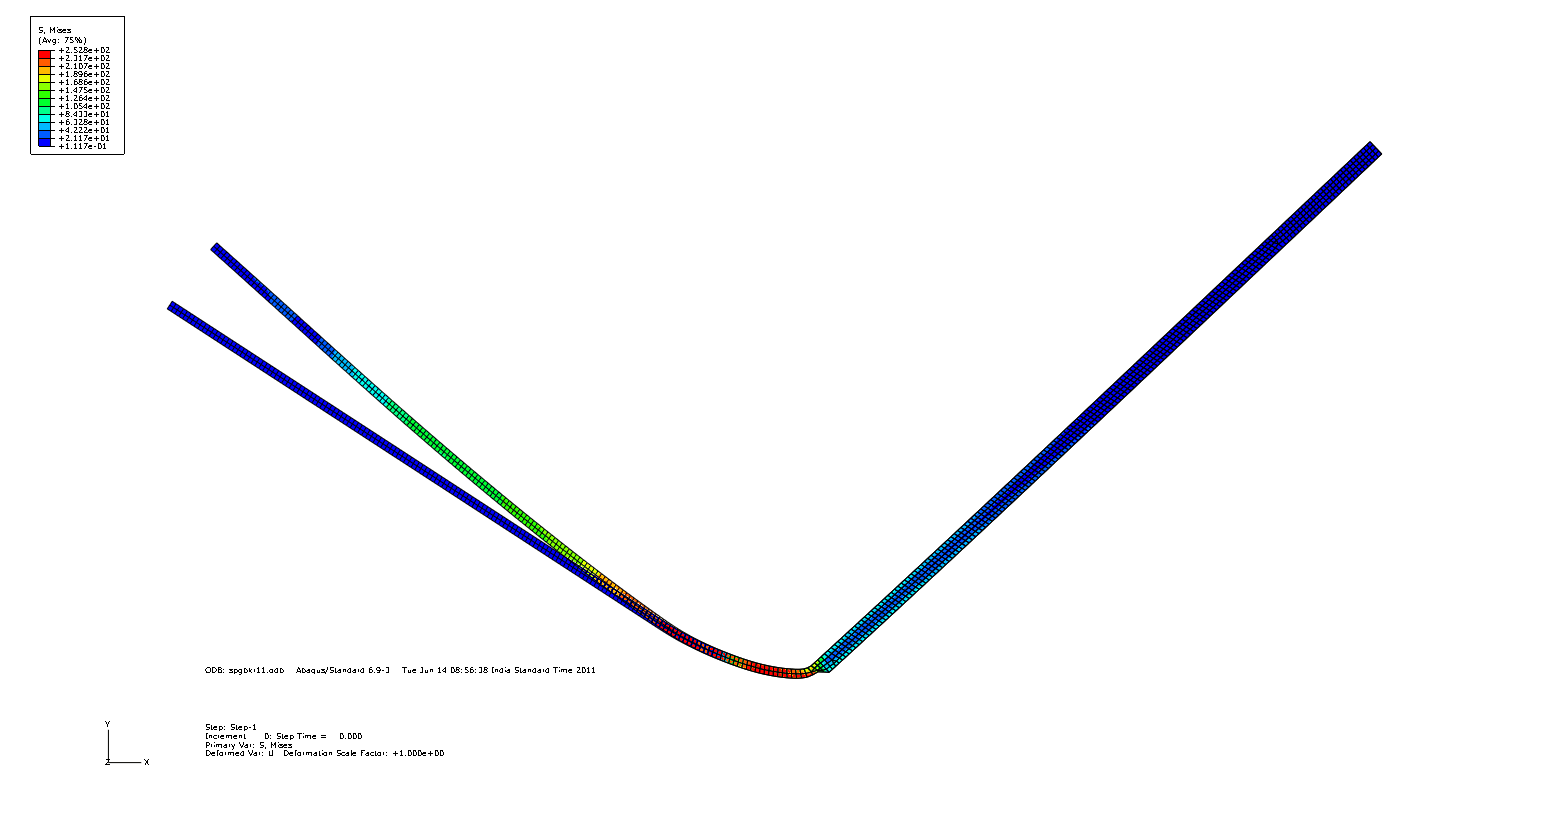 S, Mises
(Avg: 75%)
+2.528e+02
+2.317e+02
+2.107e+02
+1.896e+02
+1.686e+02
+1.475e+02
+1.264e+02
+1.054e+02
+8.433e+01
+6.328e+01
+4.222e+01
+2.117e+01
+1.117e-01
ODB: spgbkr11.odb Abaqus/Standard 6.9-3 Tue Jun 14 08:56:38 India Standard Time 2011
Y
Z
X
Step: Step-1
Increment 0: Step Time = 0.000
Primary Var: S, Mises
Deformed Var: U Deformation Scale Factor: +1.000e+00